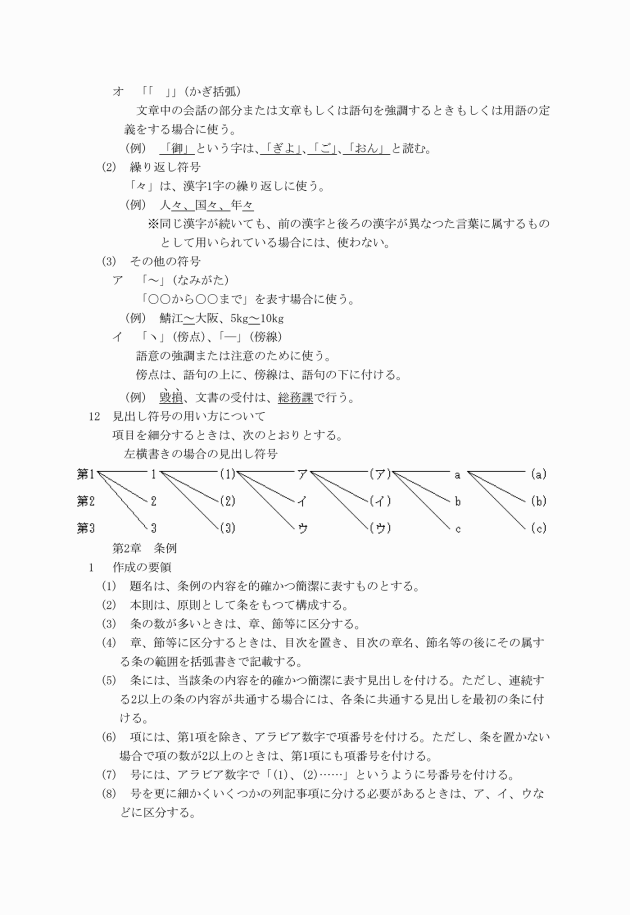 オ 「「　」」(かぎ括弧)
文章中の会話の部分または文章もしくは語句を強調するときもしくは用語の定
義をする場合に使う。
(例) 「御」という字は、「ぎよ」、「ご」、「おん」と読む。
(2) 繰り返し符号
「々」は、漢字1字の繰り返しに使う。
(例) 人々、国々、年々
※同じ漢字が続いても、前の漢字と後ろの漢字が異なつた言葉に属するもの
として用いられている場合には、使わない。
(3) その他の符号
ア 「～」(なみがた)
「○○から○○まで」を表す場合に使う。
(例) 鯖江～大阪、5kg～10kg
イ 「ヽ」(傍点)、「―」(傍線)
語意の強調または注意のために使う。
傍点は、語句の上に、傍線は、語句の下に付ける。
(例) 毀損、文書の受付は、総務課で行う。
12 見出し符号の用い方について
項目を細分するときは、次のとおりとする。
左横書きの場合の見出し符号
第1 1 (1) ア (ア) a (a)
第2 2 (2) イ (イ) b (b)
第3 3 (3) ウ (ウ) c (c)
第2章 条例
1 作成の要領
(1) 題名は、条例の内容を的確かつ簡潔に表すものとする。
(2) 本則は、原則として条をもつて構成する。
(3) 条の数が多いときは、章、節等に区分する。
(4) 章、節等に区分するときは、目次を置き、目次の章名、節名等の後にその属す
る条の範囲を括弧書きで記載する。
(5) 条には、当該条の内容を的確かつ簡潔に表す見出しを付ける。ただし、連続す
る2以上の条の内容が共通する場合には、各条に共通する見出しを最初の条に付
ける。
(6) 項には、第1項を除き、アラビア数字で項番号を付ける。ただし、条を置かない
場合で項の数が2以上のときは、第1項にも項番号を付ける。
(7) 号には、アラビア数字で「(1)、(2)……」というように号番号を付ける。
(8) 号を更に細かくいくつかの列記事項に分ける必要があるときは、ア、イ、ウな
どに区分する。